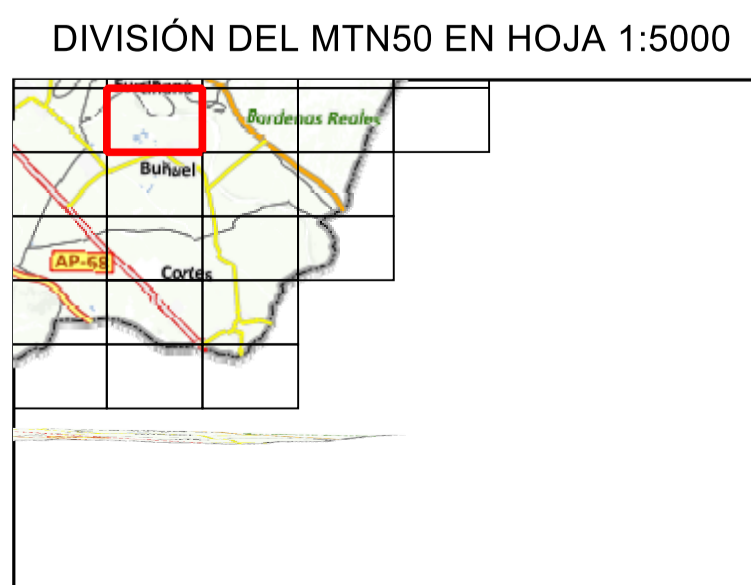 DIVISIÓN DEL MTN50 EN HOJA 1:5000
Bardenas Reales
Buñuel
AP-68
Cortes